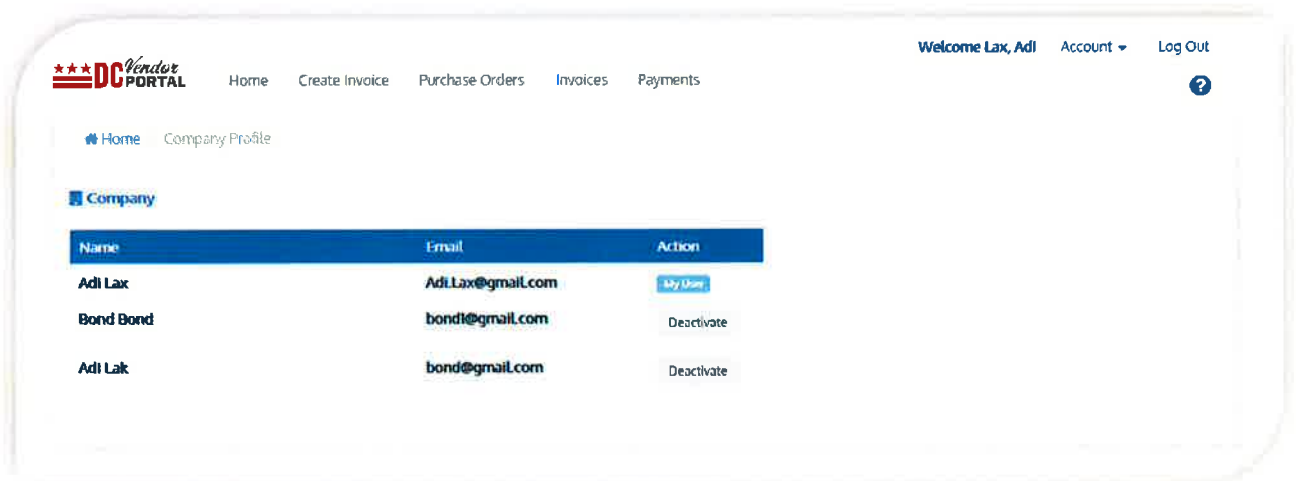 Welcome Lax, Adi Account Log Out
DC Vendor PORTAL
Home Create Invoice Purchase Orders Invoices Payments
?
Home Company Profile
Company
Name Email Action
Adi Lax Adi.Lax@gmail.com My User
Bond Bond bond1@gmail.com Deactivate
Adi Lak bond@gmail.com Deactivate